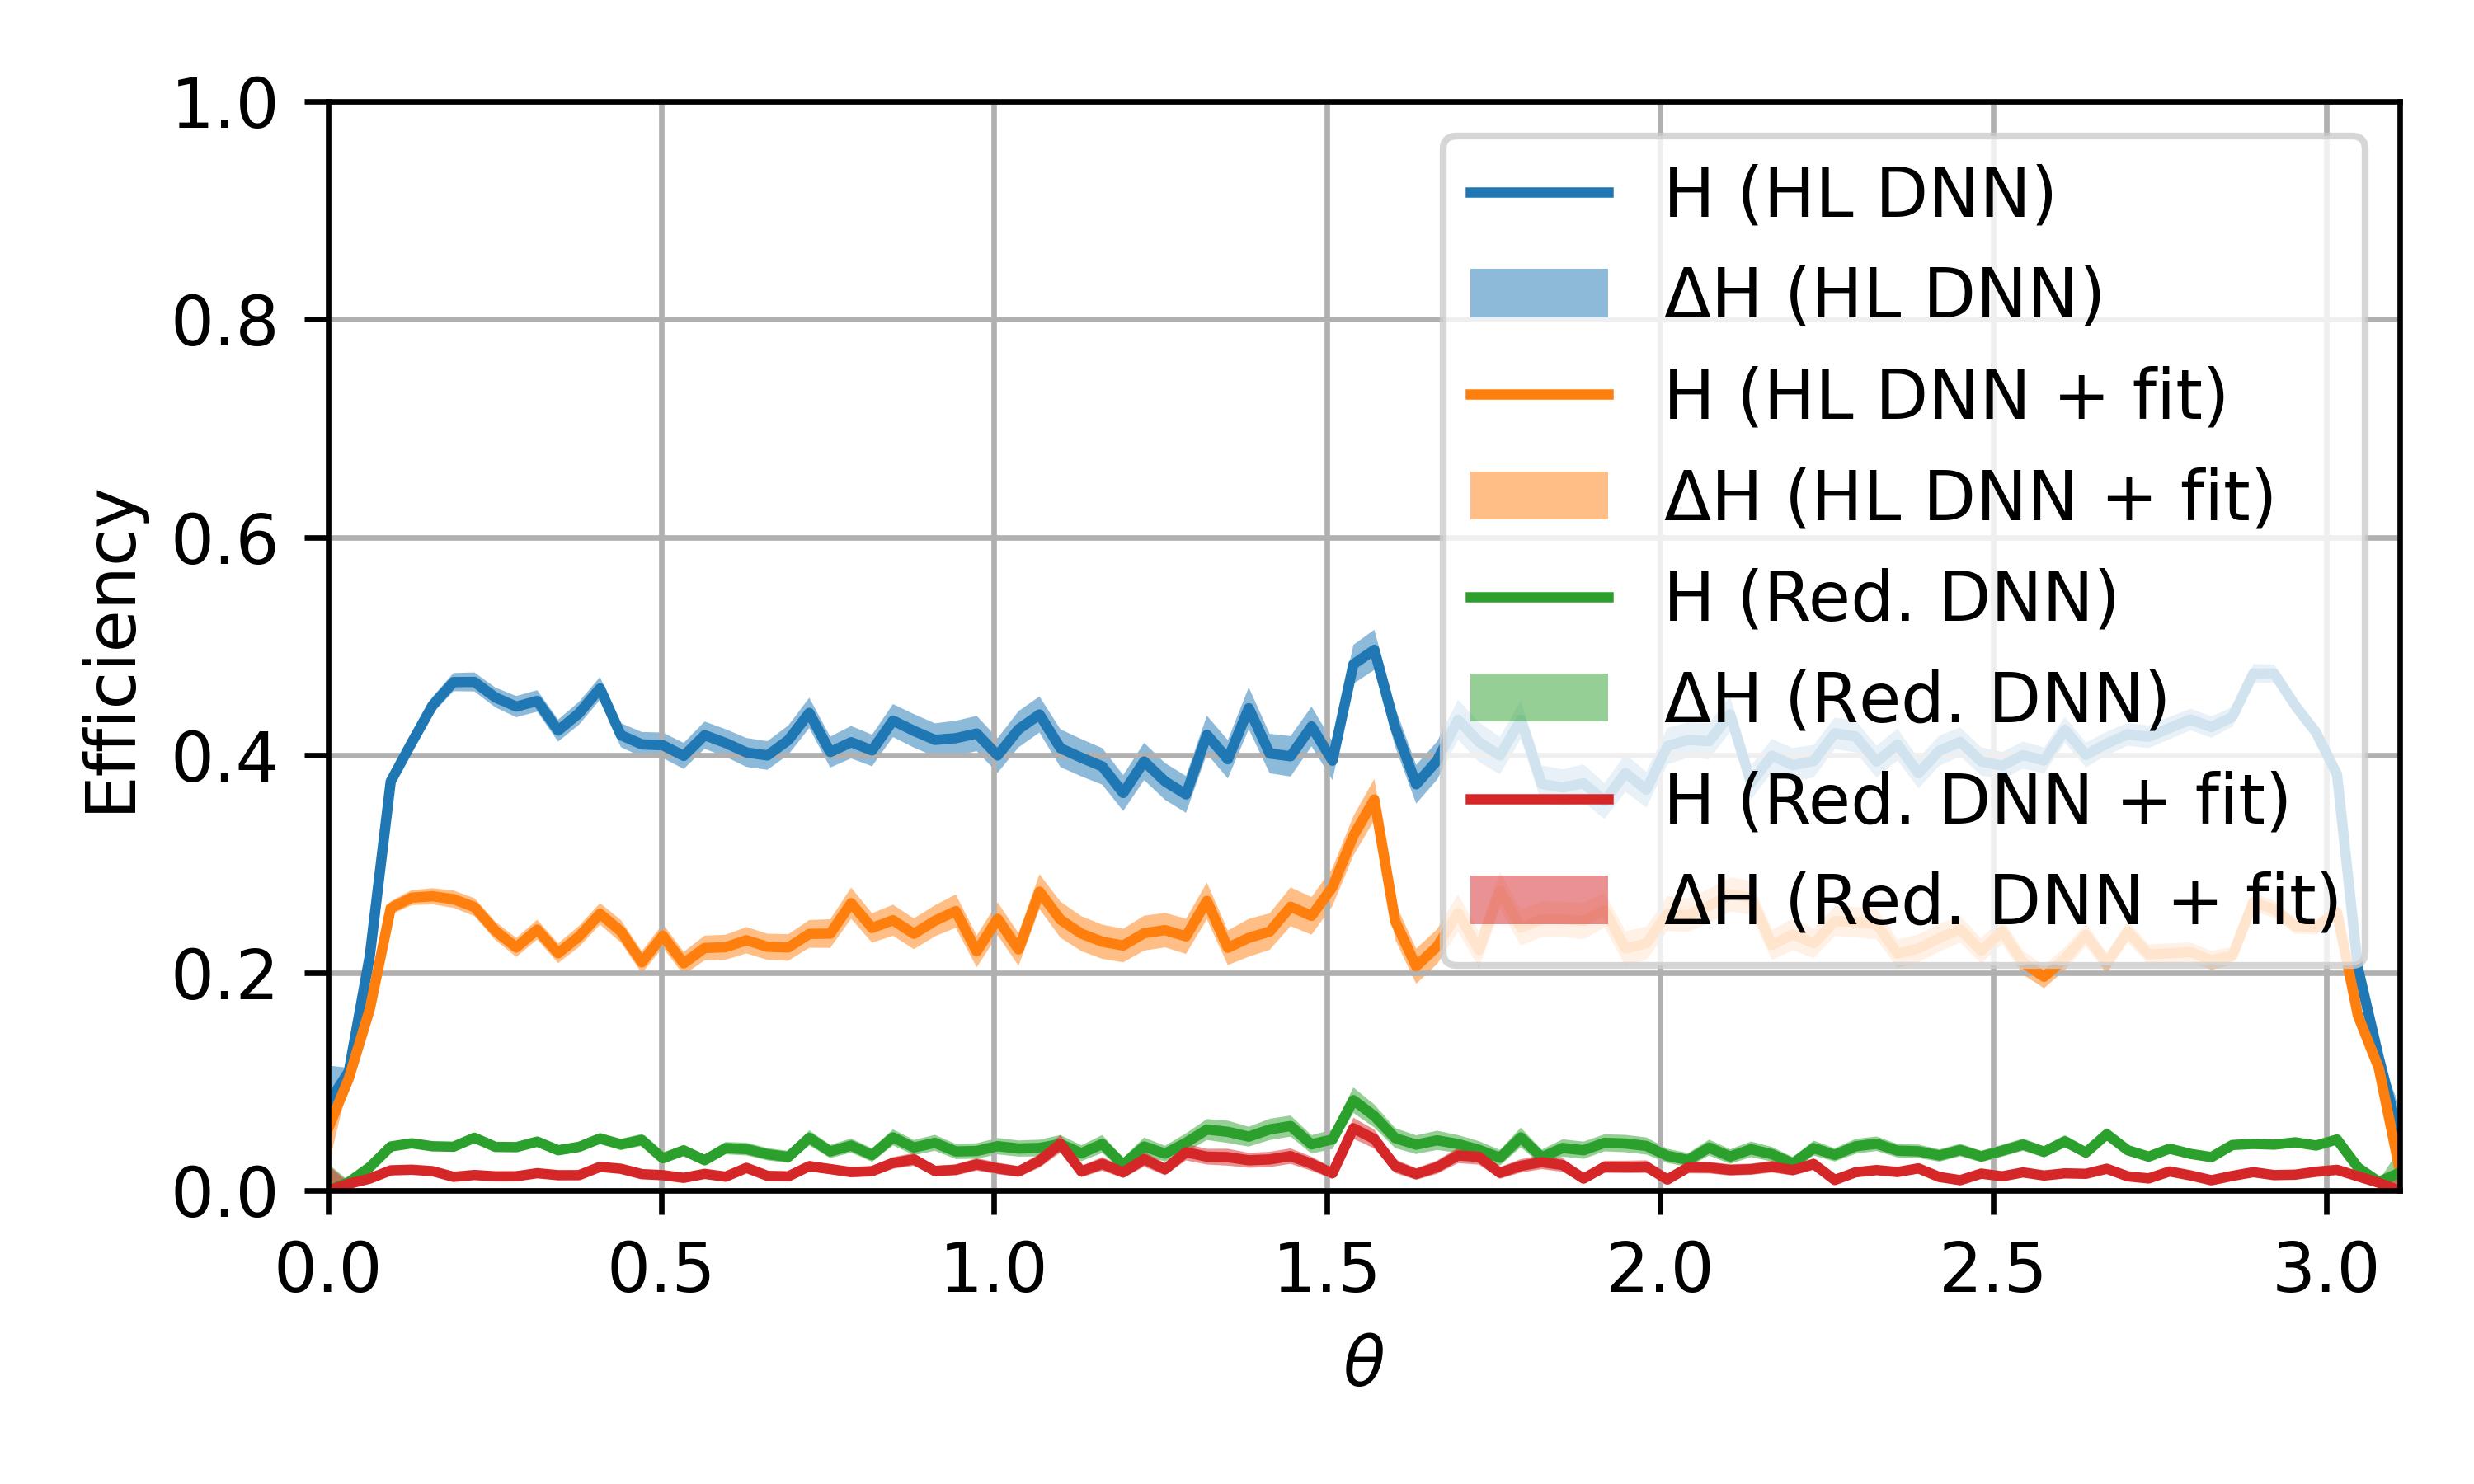 1.0
0.8
0.6
0.4
0.2
0.0
Efficiency
0.0 0.5 1.0 1.5 2.0 2.5 3.0
θ
H (HL DNN)
ΔH (HL DNN)
H (HL DNN + fit)
ΔH (HL DNN + fit)
H (Red. DNN)
ΔH (Red. DNN)
H (Red. DNN + fit)
ΔH (Red. DNN + fit)